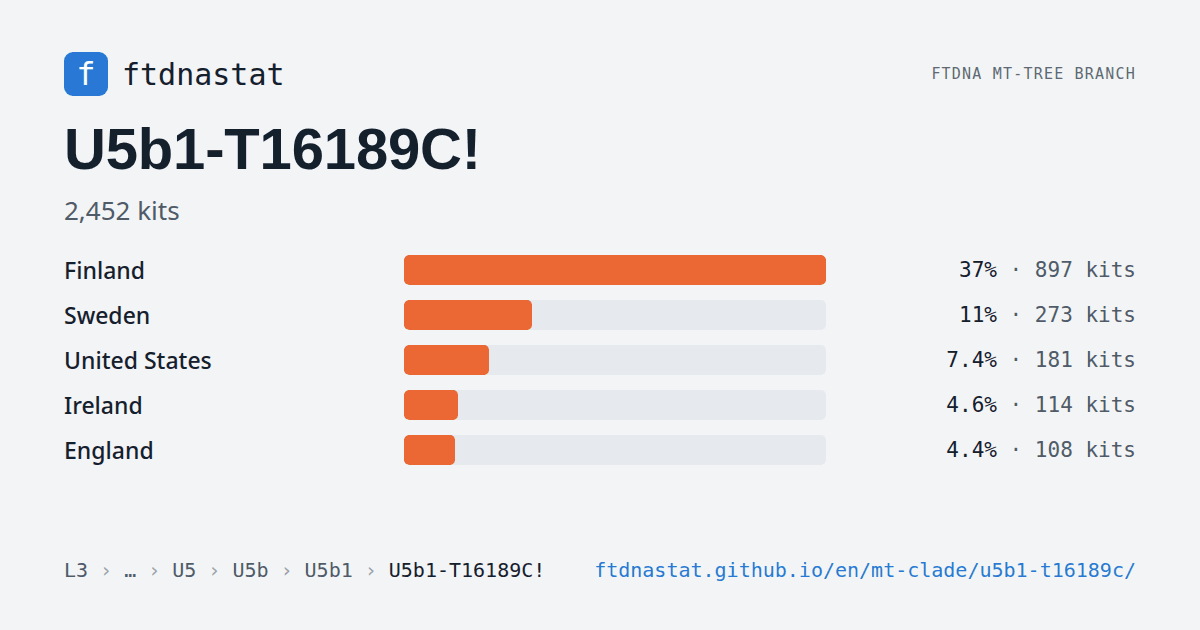 f ftdnastat
FTDNA MT-TREE BRANCH
U5b1-T16189C!
2,452 kits
Finland 37% · 897 kits
Sweden 11% · 273 kits
United States 7.4% · 181 kits
Ireland 4.6% · 114 kits
England 4.4% · 108 kits
L3 › … › U5 › U5b › U5b1 › U5b1-T16189C! ftdnastat.github.io/en/mt-clade/u5b1-t16189c/